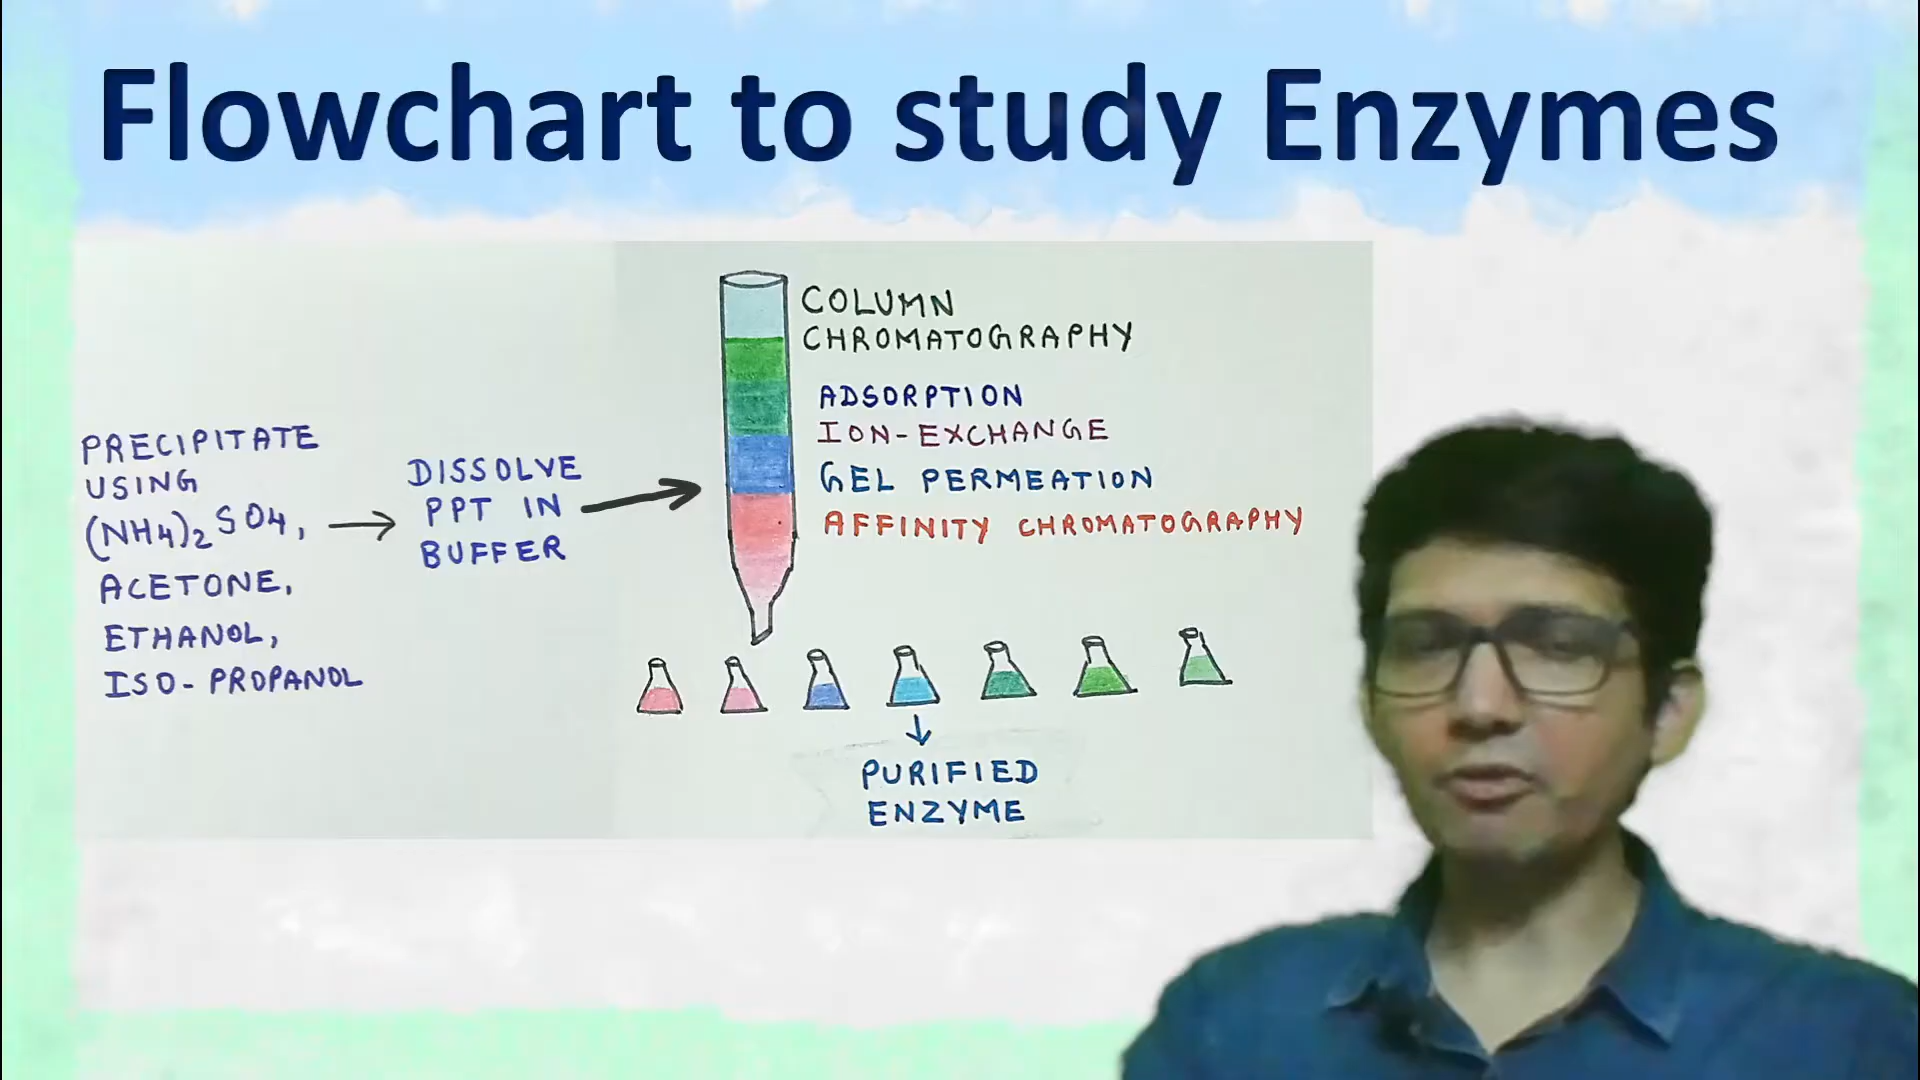 Flowchart to study Enzymes
PRECIPITATE
USING
(NH4)2SO4,
ACETONE,
ETHANOL,
ISO-PROPANOL
DISSOLVE
PPT IN
BUFFER
COLUMN
CHROMATOGRAPHY
ADSORPTION
ION-EXCHANGE
GEL PERMEATION
AFFINITY CHROMATOGRAPHY
PURIFIED
ENZYME